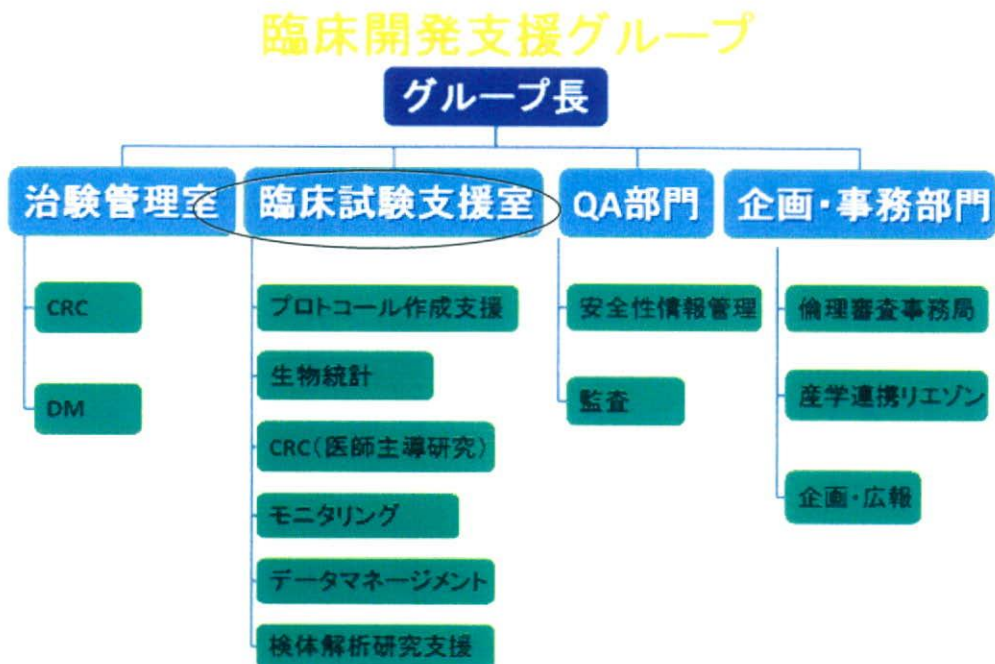 臨床開発支援グループ
グループ長
治験管理室
臨床試験支援室
QA部門
企画・事務部門
CRC
DM
プロトコール作成支援
生物統計
CRC(医師主導研究)
モニタリング
データマネージメント
検体解析研究支援
安全性情報管理
監査
倫理審査事務局
産学連携リエゾン
企画・広報